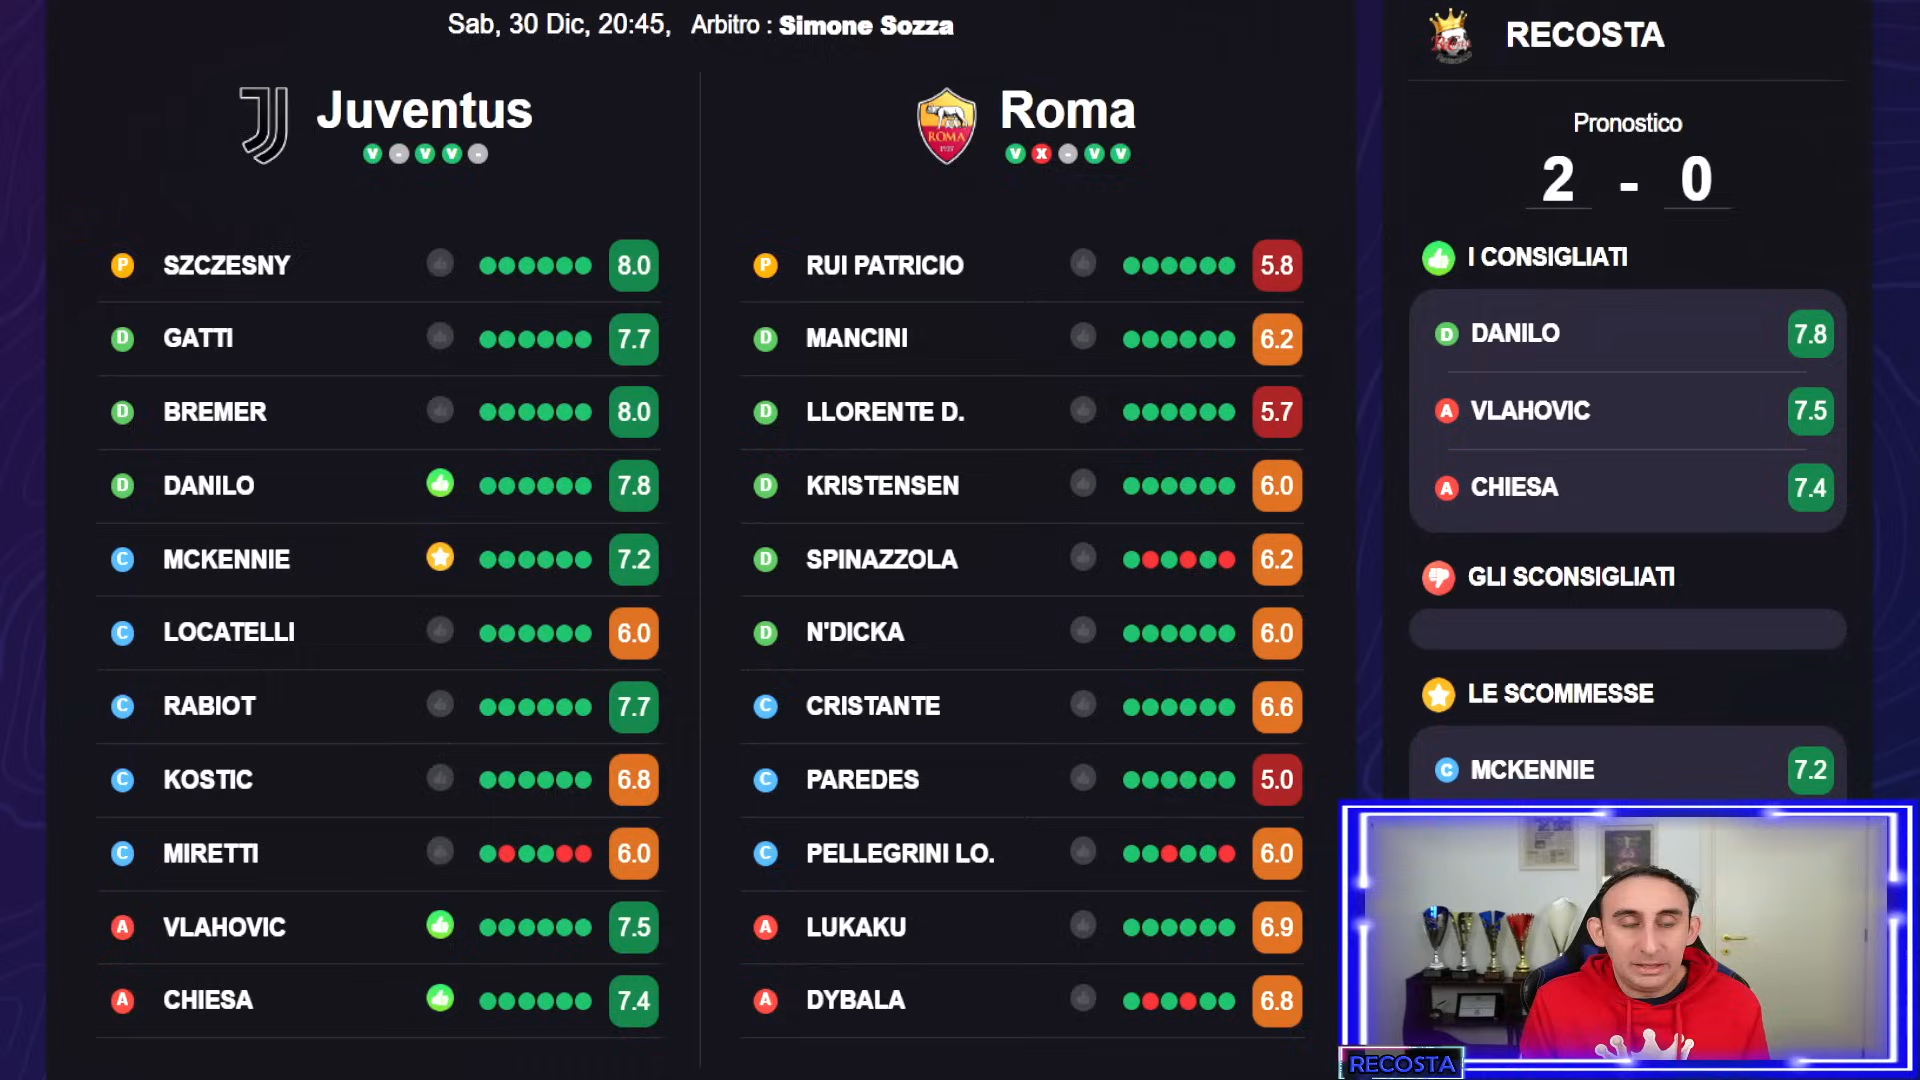 Sab, 30 Dic, 20:45, Arbitro : Simone Sozza
Juventus
V - V V -
P SZCZESNY 8.0
D GATTI 7.7
D BREMER 8.0
D DANILO 7.8
C MCKENNIE 7.2
C LOCATELLI 6.0
C RABIOT 7.7
C KOSTIC 6.8
C MIRETTI 6.0
A VLAHOVIC 7.5
A CHIESA 7.4
ROMA
Roma
V X - V V
P RUI PATRICIO 5.8
D MANCINI 6.2
D LLORENTE D. 5.7
D KRISTENSEN 6.0
D SPINAZZOLA 6.2
D N'DICKA 6.0
C CRISTANTE 6.6
C PAREDES 5.0
C PELLEGRINI LO. 6.0
A LUKAKU 6.9
A DYBALA 6.8
RECOSTA
Pronostico
2 - 0
I CONSIGLIATI
D DANILO 7.8
A VLAHOVIC 7.5
A CHIESA 7.4
GLI SCONSIGLIATI
LE SCOMMESSE
C MCKENNIE 7.2
RECOSTA